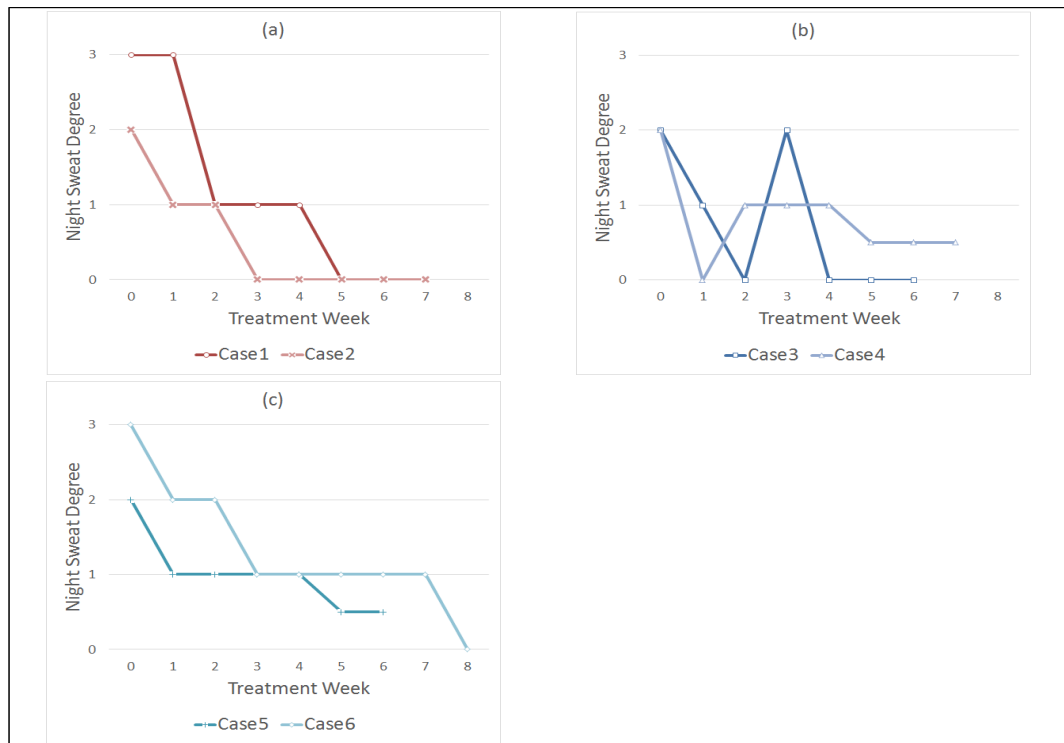 (a)
Night Sweat Degree
3
2
1
0
0 1 2 3 4 5 6 7 8
Treatment Week
Case1 Case2
(b)
Night Sweat Degree
3
2
1
0
0 1 2 3 4 5 6 7 8
Treatment Week
Case3 Case4
(c)
Night Sweat Degree
3
2
1
0
0 1 2 3 4 5 6 7 8
Treatment Week
Case5 Case6